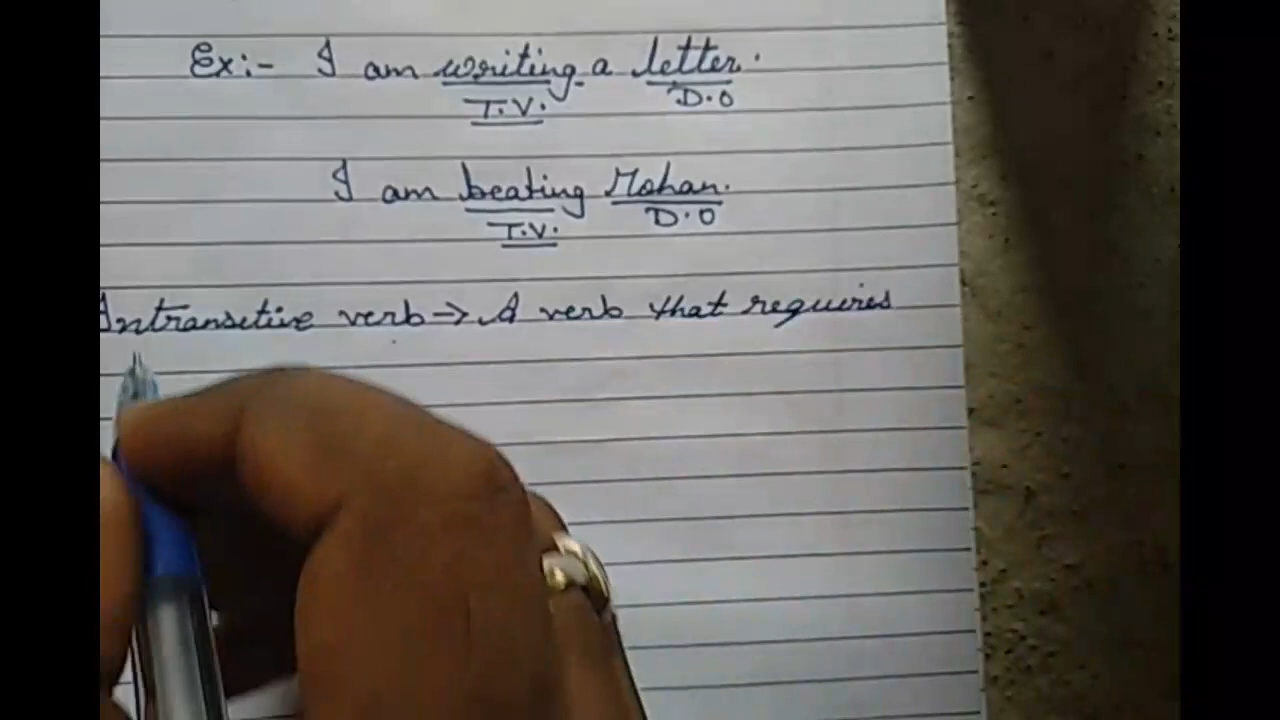 Ex:- I am writing a letter.
T.V. D.O
I am beating Mohan.
T.V. D.O
Intransitive verb → A verb that requires